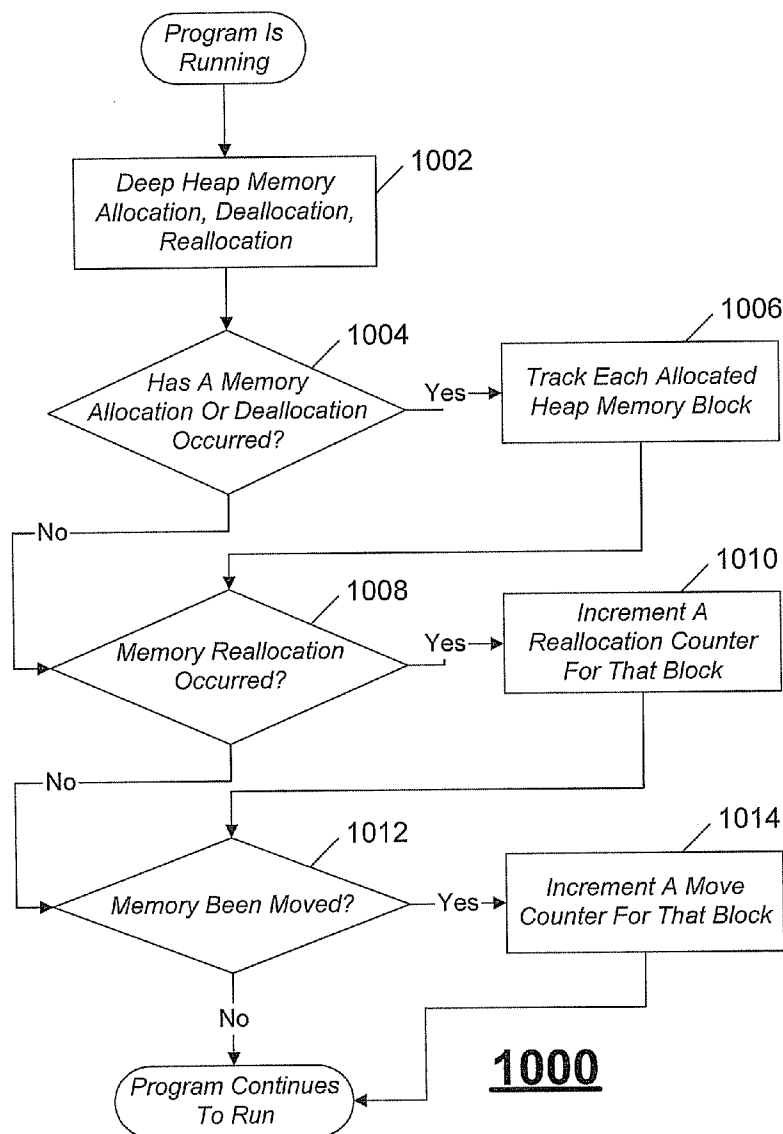 Program Is
Running
1002
Deep Heap Memory
Allocation, Deallocation,
Reallocation
1004
1006
Has A Memory
Allocation Or Deallocation
Occurred?
Yes
Track Each Allocated
Heap Memory Block
No
1008
1010
Memory Reallocation
Occurred?
Yes
Increment A
Reallocation Counter
For That Block
No
1012
1014
Memory Been Moved?
Yes
Increment A Move
Counter For That Block
No
Program Continues
To Run
1000